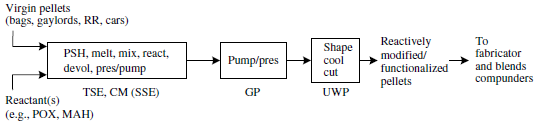 Virgin pellets
(bags, gaylords, RR, cars)
PSH, melt, mix, react,
devol, pres/pump
TSE, CM (SSE)
Reactant(s)
(e.g., POX, MAH)
Pump/pres
GP
Shape
cool
cut
UWP
Reactively
modified/
functionalized
pellets
To
fabricator
and blends
compunders